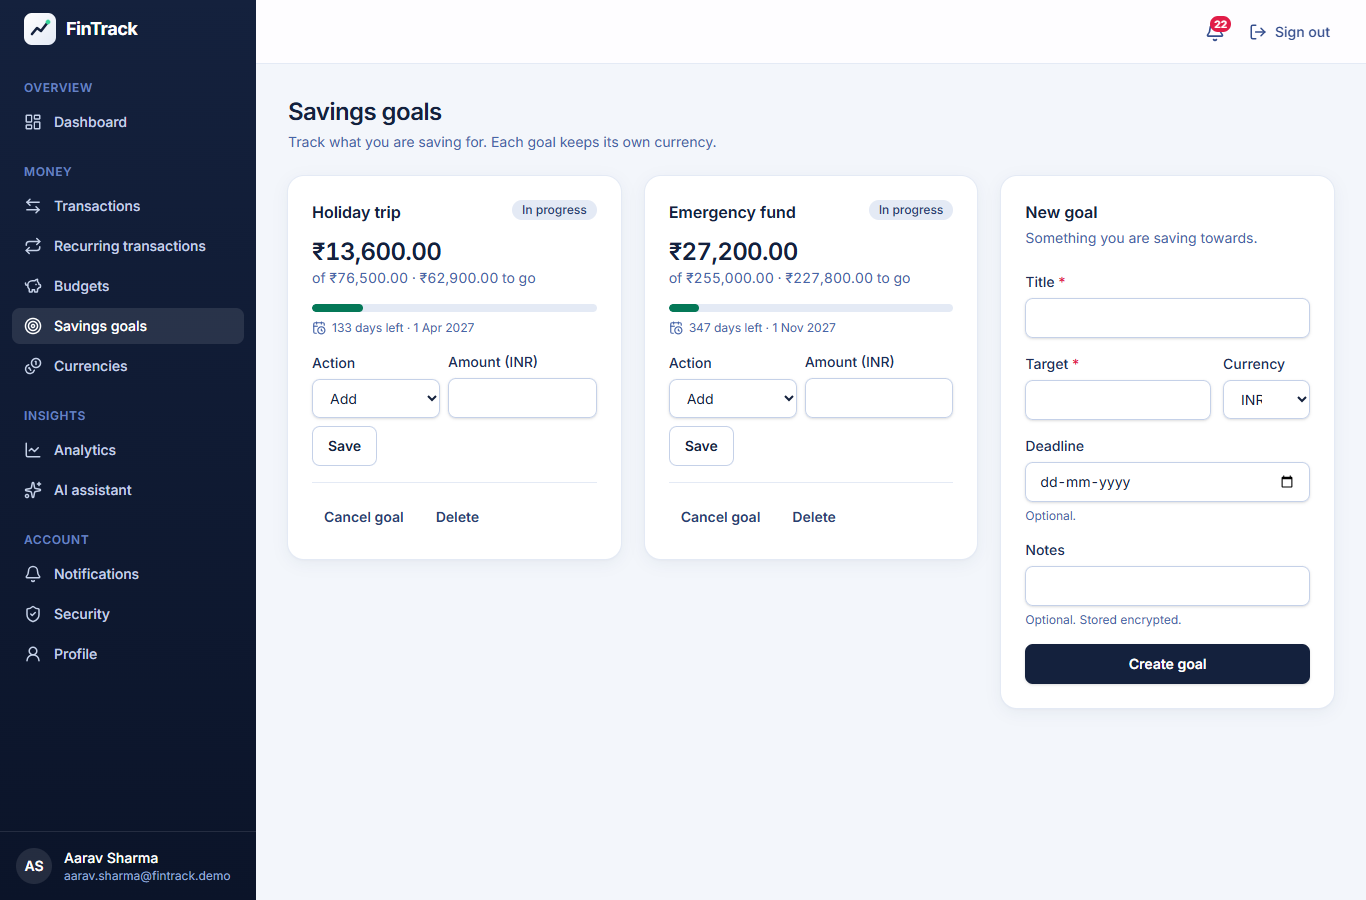 FinTrack
OVERVIEW
Dashboard
MONEY
Transactions
Recurring transactions
Budgets
Savings goals
Currencies
INSIGHTS
Analytics
AI assistant
ACCOUNT
Notifications
Security
Profile
AS
Aarav Sharma
aarav.sharma@fintrack.demo
22
Sign out
Savings goals
Track what you are saving for. Each goal keeps its own currency.
Holiday trip
In progress
₹13,600.00
of ₹76,500.00 · ₹62,900.00 to go
133 days left · 1 Apr 2027
Action
Amount (INR)
Add
Save
Cancel goal
Delete
Emergency fund
In progress
₹27,200.00
of ₹255,000.00 · ₹227,800.00 to go
347 days left · 1 Nov 2027
Action
Amount (INR)
Add
Save
Cancel goal
Delete
New goal
Something you are saving towards.
Title *
Target *
Currency
INR
Deadline
dd-mm-yyyy
Optional.
Notes
Optional. Stored encrypted.
Create goal